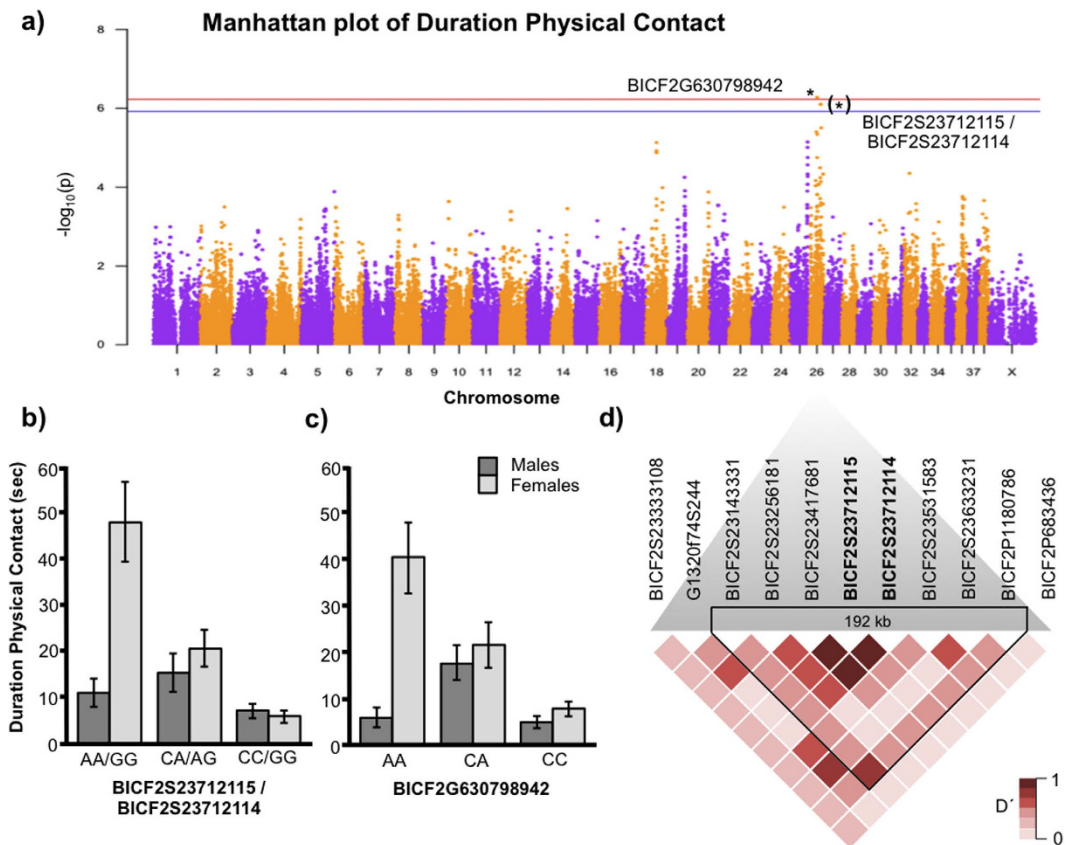 a)
Manhattan plot of Duration Physical Contact
8
6
4
2
0
-log10(p)
BICF2G630798942
*
(*)
BICF2S23712115 /
BICF2S23712114
1 2 3 4 5 6 7 8 9 10 11 12 14 16 18 20 22 24 26 28 30 32 34 37 X
Chromosome
b)
Duration Physical Contact (sec)
60
50
40
30
20
10
0
AA/GG CA/AG CC/GG
BICF2S23712115 /
BICF2S23712114
c)
60
50
40
30
20
10
0
Males
Females
AA CA CC
BICF2G630798942
d)
BICF2S23333108
G1320f74S244
BICF2S23143331
BICF2S23256181
BICF2S23417681
BICF2S23712115
BICF2S23712114
BICF2S23531583
BICF2S23633231
BICF2P1180786
BICF2P683436
192 kb
D´
1
0